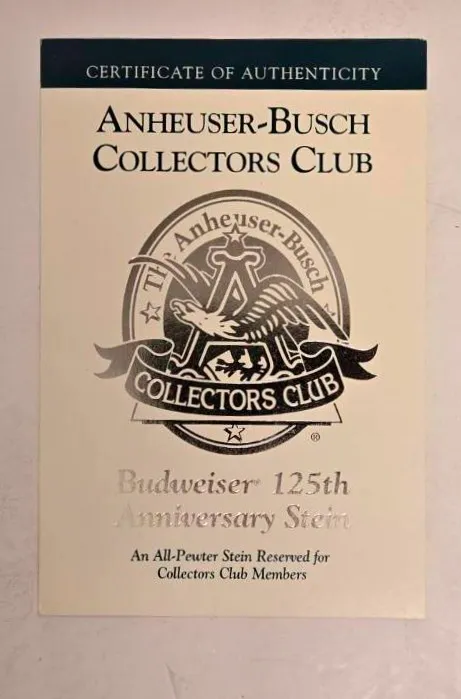 CERTIFICATE OF AUTHENTICITY
ANHEUSER-BUSCH
COLLECTORS CLUB
The Anheuser-Busch
A
COLLECTORS CLUB
®
Budweiser® 125th
Anniversary Stein
An All-Pewter Stein Reserved for
Collectors Club Members